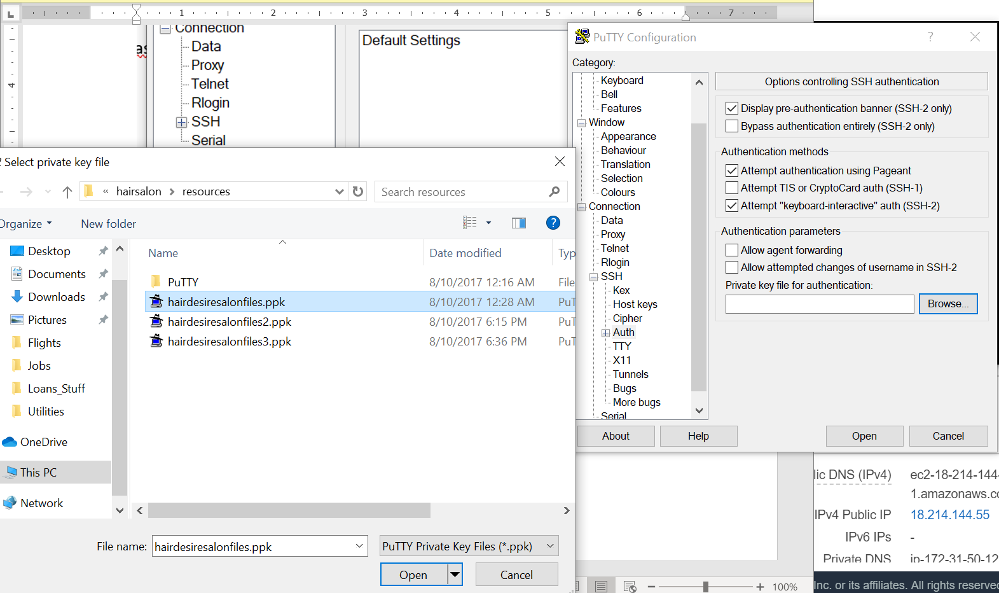 1 2 3 4 5 6 7
4
as
Connection
Data
Proxy
Telnet
Rlogin
SSH
Serial
Default Settings
Select private key file
« hairsalon > resources
Search resources
Organize
New folder
?
Desktop
Documents
Downloads
Pictures
Flights
Jobs
Loans_Stuff
Utilities
OneDrive
This PC
Network
Name Date modified Typ
PuTTY 8/10/2017 12:16 AM File
hairdesiresalonfiles.ppk 8/10/2017 12:28 AM PuT
hairdesiresalonfiles2.ppk 8/10/2017 6:15 PM PuT
hairdesiresalonfiles3.ppk 8/10/2017 6:36 PM PuT
File name: hairdesiresalonfiles.ppk
PuTTY Private Key Files (*.ppk)
Open
Cancel
PuTTY Configuration
?
Category:
Keyboard
Bell
Features
Window
Appearance
Behaviour
Translation
Selection
Colours
Connection
Data
Proxy
Telnet
Rlogin
SSH
Kex
Host keys
Cipher
Auth
TTY
X11
Tunnels
Bugs
More bugs
Serial
Options controlling SSH authentication
Display pre-authentication banner (SSH-2 only)
Bypass authentication entirely (SSH-2 only)
Authentication methods
Attempt authentication using Pageant
Attempt TIS or CryptoCard auth (SSH-1)
Attempt "keyboard-interactive" auth (SSH-2)
Authentication parameters
Allow agent forwarding
Allow attempted changes of username in SSH-2
Private key file for authentication:
Browse...
About
Help
Open
Cancel
lic DNS (IPv4) ec2-18-214-144-
1.amazonaws.co
IPv4 Public IP 18.214.144.55
IPv6 IPs -
Private DNS ip-172-31-50-12
Inc. or its affiliates. All rights reserved
100%